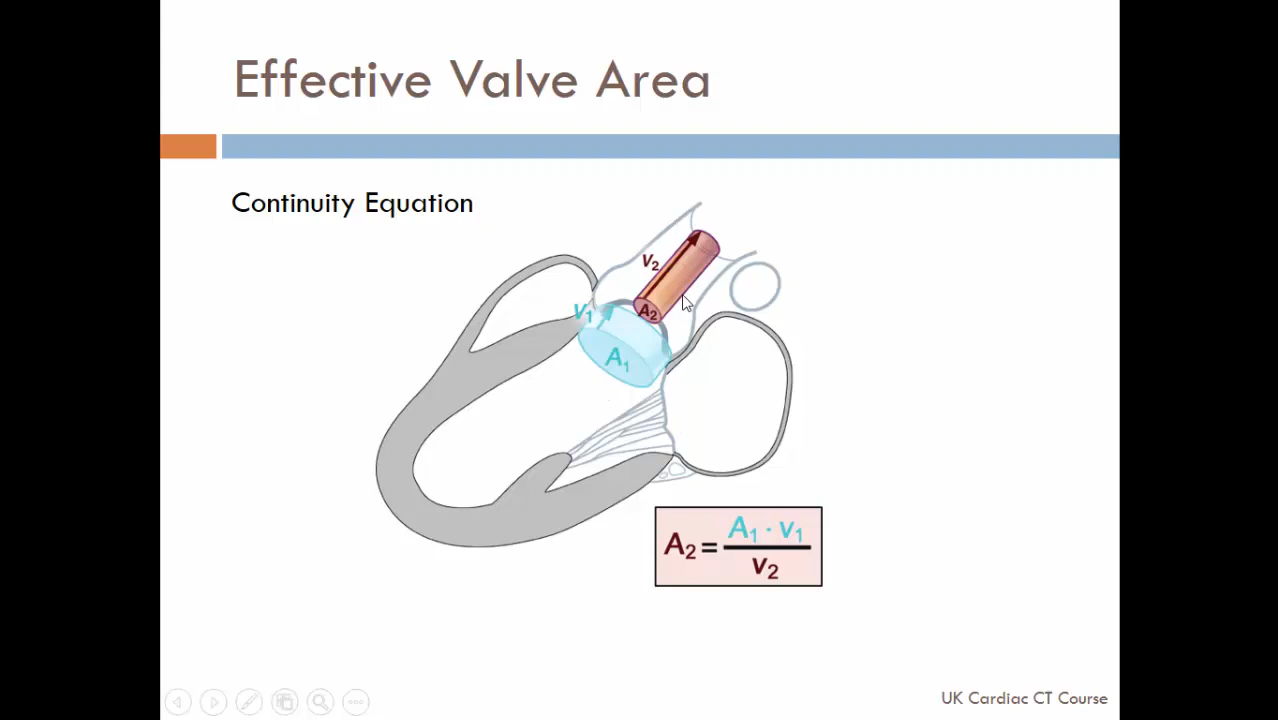 Effective Valve Area
Continuity Equation
V₂
V₁
A₂
A₁
A₂ = A₁ · v₁ / v₂
UK Cardiac CT Course